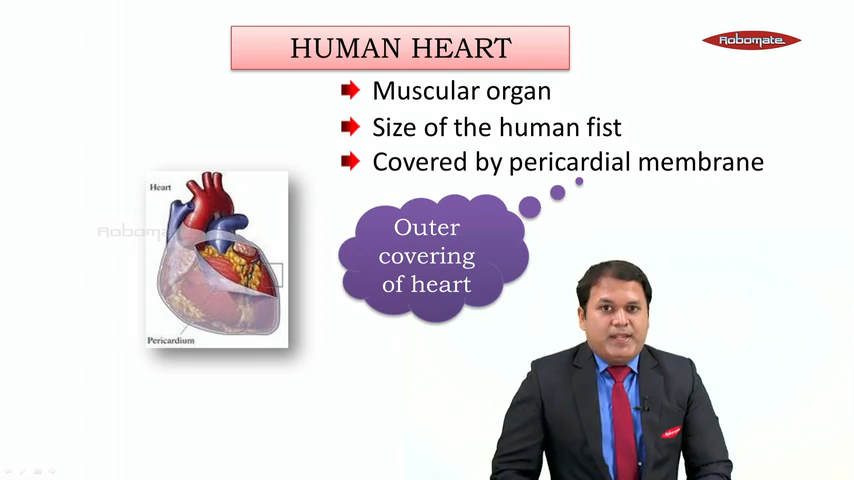 HUMAN HEART
Robomate
Muscular organ
Size of the human fist
Covered by pericardial membrane
Heart
Outer
covering
of heart
Pericardium